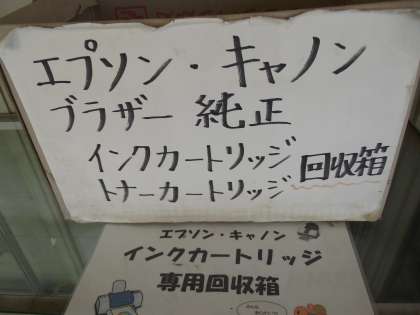 エプソン・キャノン
ブラザー 純正
インクカートリッジ
トナーカートリッジ 回収箱
エプソン・キャノン
インクカートリッジ
専用回収箱